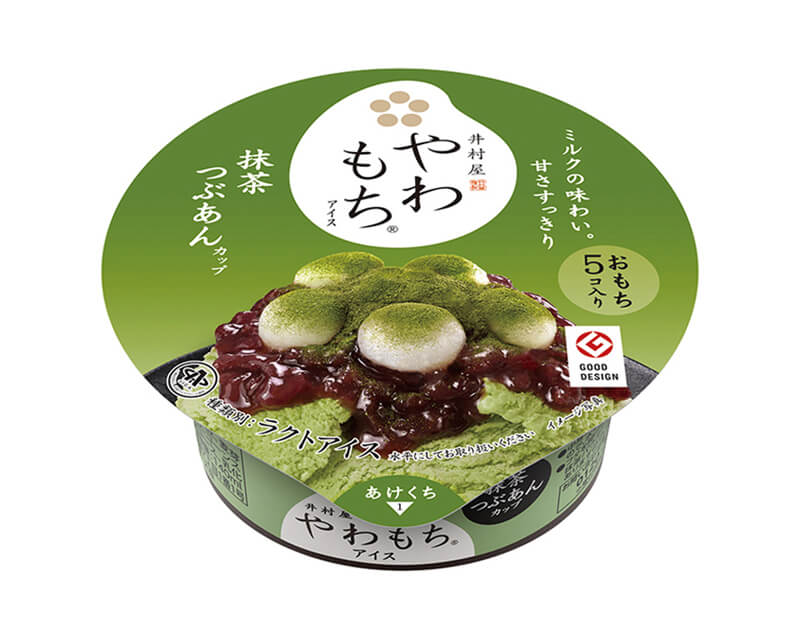 井村屋
やわ
もち®
アイス
抹茶
つぶあん
カップ
ミルクの味わい。
甘さすっきり
おもち
5コ入り
GOOD
DESIGN
種類別:ラクトアイス
水平にしてお取り扱いください
イメージ写真
あけくち
1
井村屋
やわもち®
アイス
抹茶
つぶあん
カップ